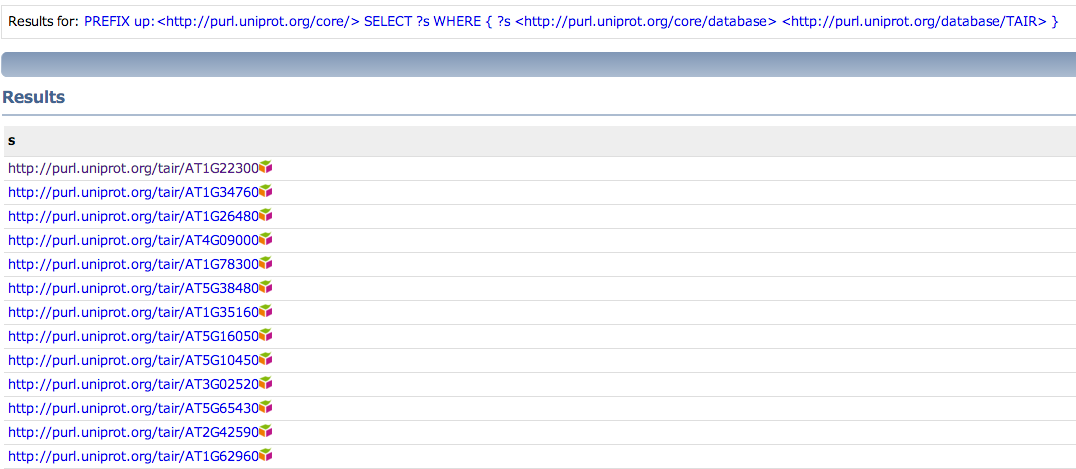 Results for: PREFIX up:<http://purl.uniprot.org/core/> SELECT ?s WHERE { ?s <http://purl.uniprot.org/core/database> <http://purl.uniprot.org/database/TAIR> }
Results
s
http://purl.uniprot.org/tair/AT1G22300
http://purl.uniprot.org/tair/AT1G34760
http://purl.uniprot.org/tair/AT1G26480
http://purl.uniprot.org/tair/AT4G09000
http://purl.uniprot.org/tair/AT1G78300
http://purl.uniprot.org/tair/AT5G38480
http://purl.uniprot.org/tair/AT1G35160
http://purl.uniprot.org/tair/AT5G16050
http://purl.uniprot.org/tair/AT5G10450
http://purl.uniprot.org/tair/AT3G02520
http://purl.uniprot.org/tair/AT5G65430
http://purl.uniprot.org/tair/AT2G42590
http://purl.uniprot.org/tair/AT1G62960